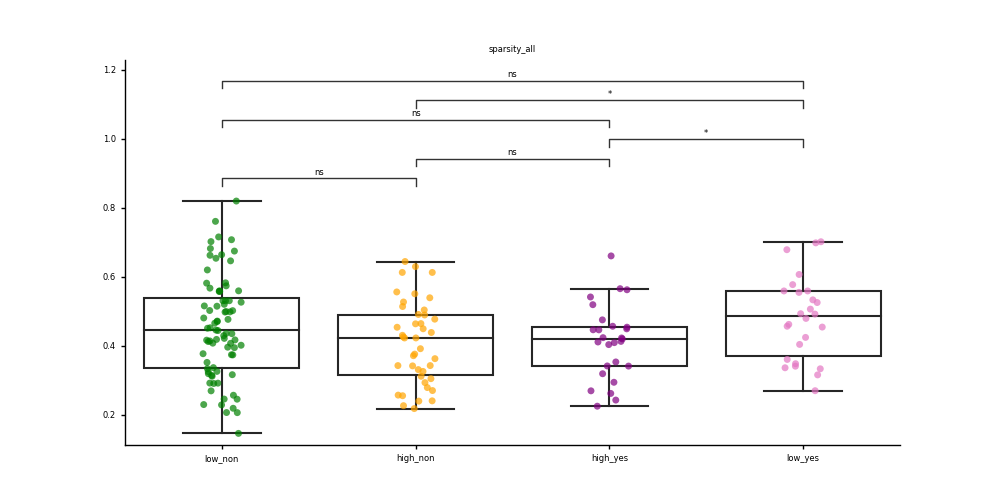 sparsity_all
1.2
1.0
0.8
0.6
0.4
0.2
ns
*
ns
*
ns
ns
low_non high_non high_yes low_yes